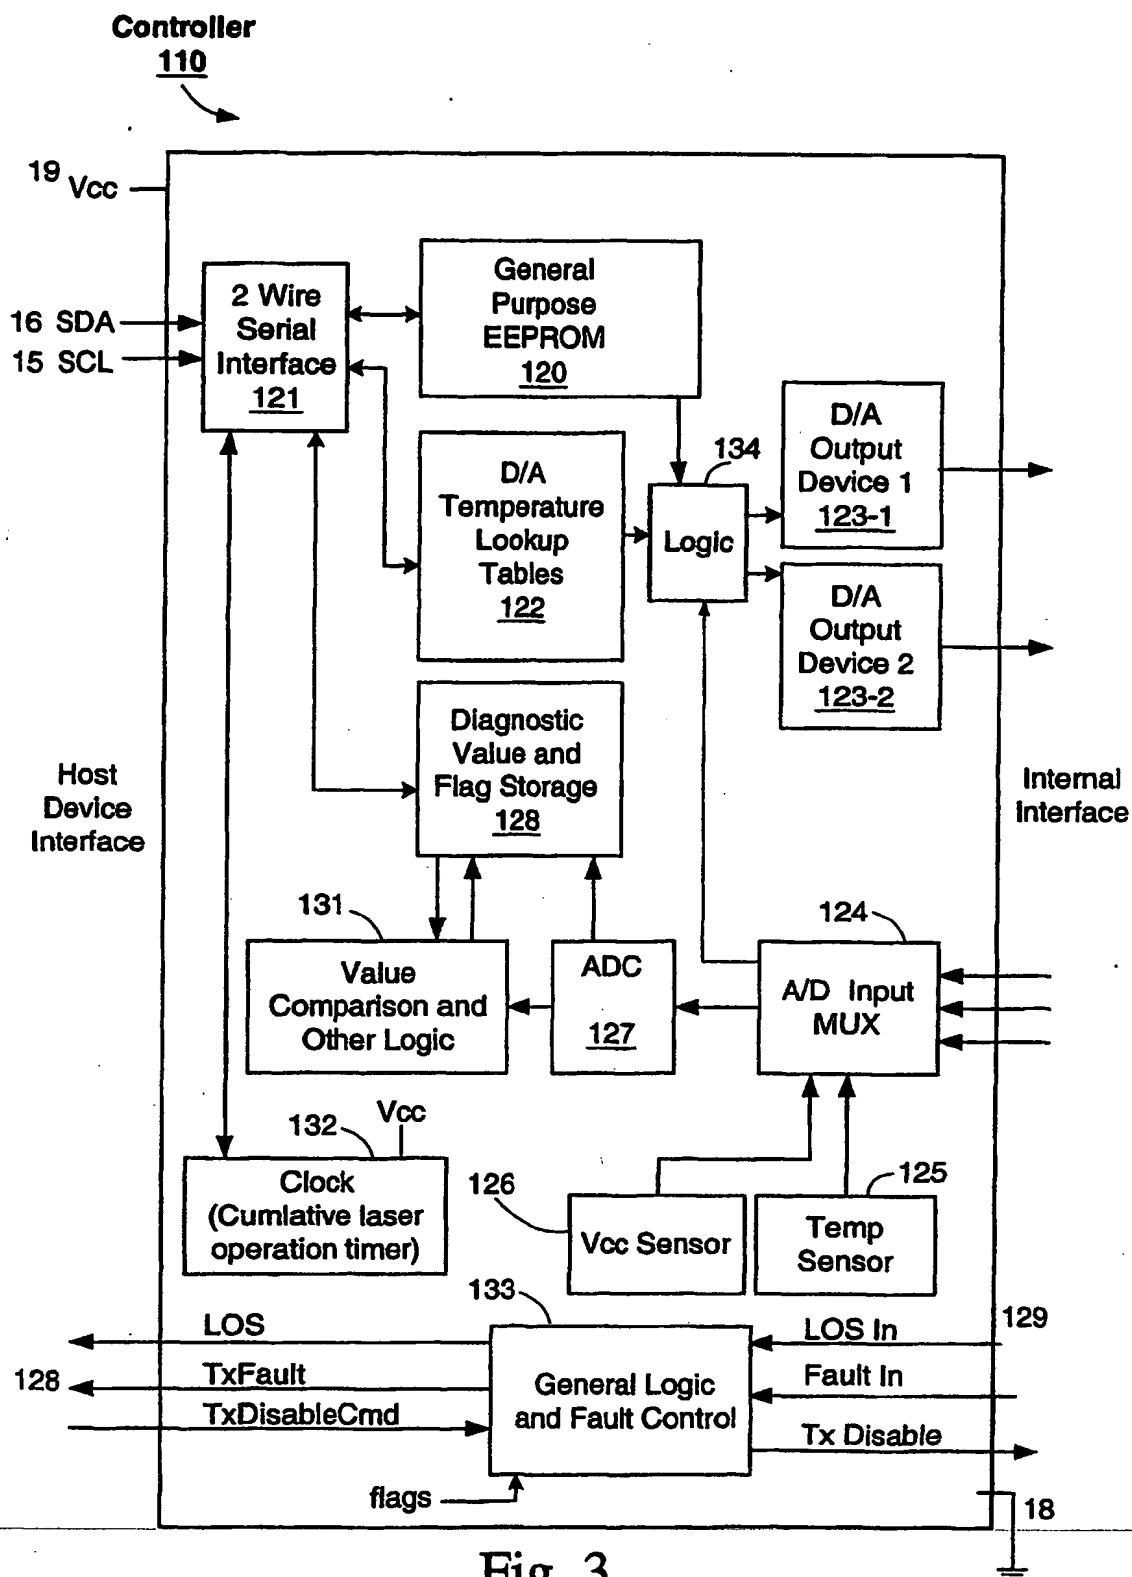 Controller
110
19 Vcc
2 Wire
Serial
Interface
121
General
Purpose
EEPROM
120
16 SDA
15 SCL
D/A
Output
Device 1
123-1
134
Logic
D/A
Temperature
Lookup
Tables
122
D/A
Output
Device 2
123-2
Diagnostic
Value and
Flag Storage
128
Host
Device
Interface
Internal
Interface
131
Value
Comparison and
Other Logic
ADC
127
124
A/D Input
MUX
132
Vcc
Clock
(Cumlative laser
operation timer)
126
Vcc Sensor
125
Temp
Sensor
133
General Logic
and Fault Control
LOS
128
TxFault
TxDisableCmd
flags
129
LOS In
Fault In
Tx Disable
18
Fig. 3